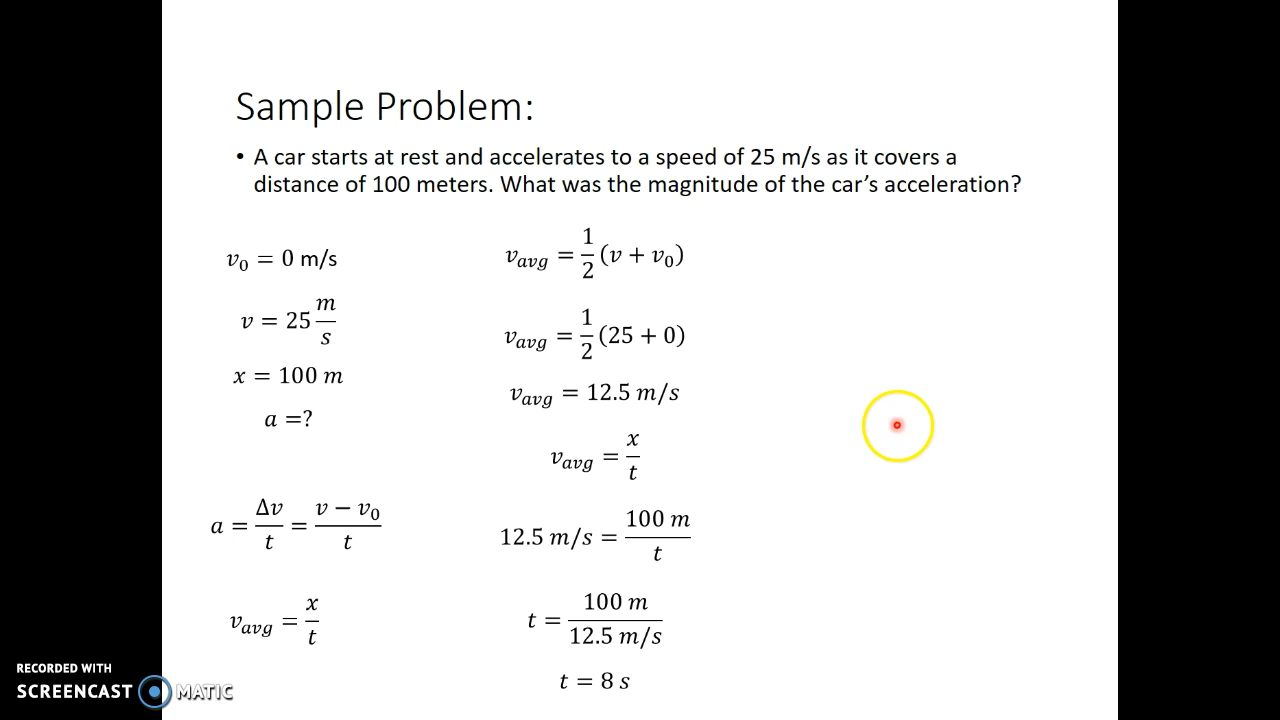 Sample Problem:
• A car starts at rest and accelerates to a speed of 25 m/s as it covers a
distance of 100 meters. What was the magnitude of the car’s acceleration?
v₀ = 0 m/s
v = 25 m/s
x = 100 m
a =?
a = Δv/t = (v − v₀)/t
v_avg = x/t
v_avg = 1/2 (v + v₀)
v_avg = 1/2 (25 + 0)
v_avg = 12.5 m/s
v_avg = x/t
12.5 m/s = 100 m/t
t = 100 m/12.5 m/s
t = 8 s
RECORDED WITH
SCREENCAST MATIC